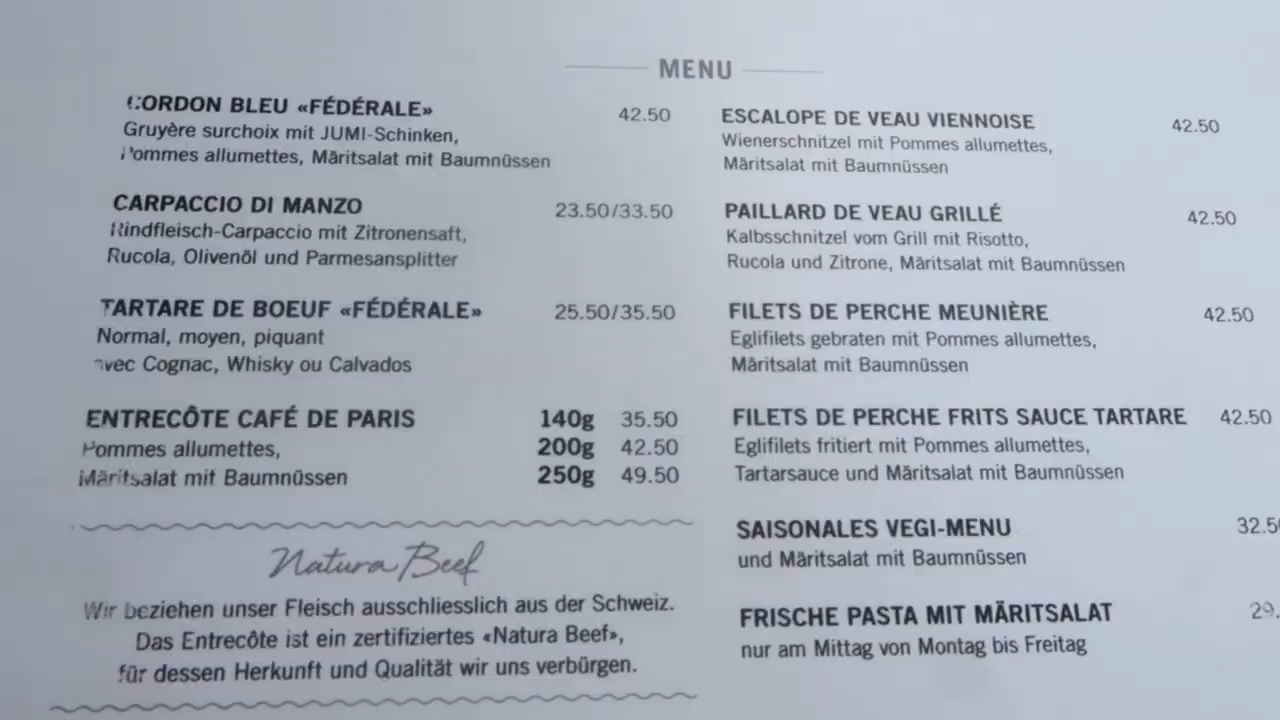 MENU
CORDON BLEU «FÉDÉRALE» 42.50
Gruyère surchoix mit JUMI-Schinken,
Pommes allumettes, Märitsalat mit Baumnüssen
CARPACCIO DI MANZO 23.50/33.50
Rindfleisch-Carpaccio mit Zitronensaft,
Rucola, Olivenöl und Parmesansplitter
TARTARE DE BOEUF «FÉDÉRALE» 25.50/35.50
Normal, moyen, piquant
avec Cognac, Whisky ou Calvados
ENTRECÔTE CAFÉ DE PARIS 140g 35.50
Pommes allumettes, 200g 42.50
Märitsalat mit Baumnüssen 250g 49.50
Natura Beef
Wir beziehen unser Fleisch ausschliesslich aus der Schweiz.
Das Entrecôte ist ein zertifiziertes «Natura Beef»,
für dessen Herkunft und Qualität wir uns verbürgen.
ESCALOPE DE VEAU VIENNOISE 42.50
Wienerschnitzel mit Pommes allumettes,
Märitsalat mit Baumnüssen
PAILLARD DE VEAU GRILLÉ 42.50
Kalbsschnitzel vom Grill mit Risotto,
Rucola und Zitrone, Märitsalat mit Baumnüssen
FILETS DE PERCHE MEUNIÈRE 42.50
Eglifilets gebraten mit Pommes allumettes,
Märitsalat mit Baumnüssen
FILETS DE PERCHE FRITS SAUCE TARTARE 42.50
Eglifilets fritiert mit Pommes allumettes,
Tartarsauce und Märitsalat mit Baumnüssen
SAISONALES VEGI-MENU 32.5
und Märitsalat mit Baumnüssen
FRISCHE PASTA MIT MÄRITSALAT 29.
nur am Mittag von Montag bis Freitag